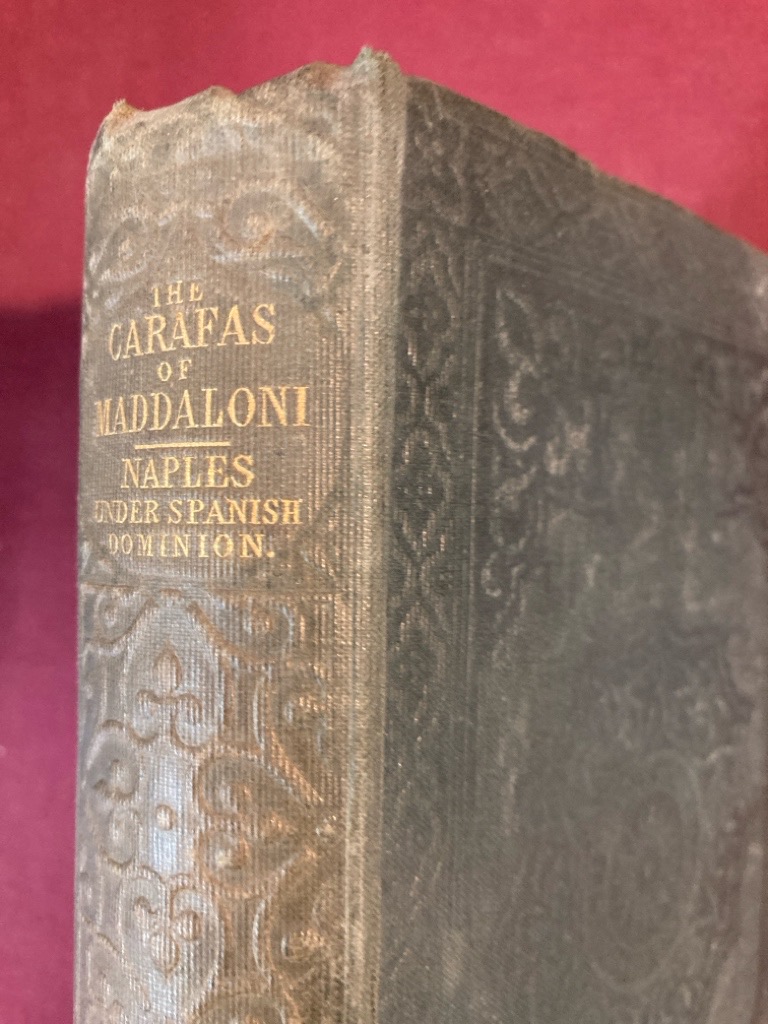 THE
CARAFAS
OF
MADDALONI
NAPLES
UNDER SPANISH
DOMINION.